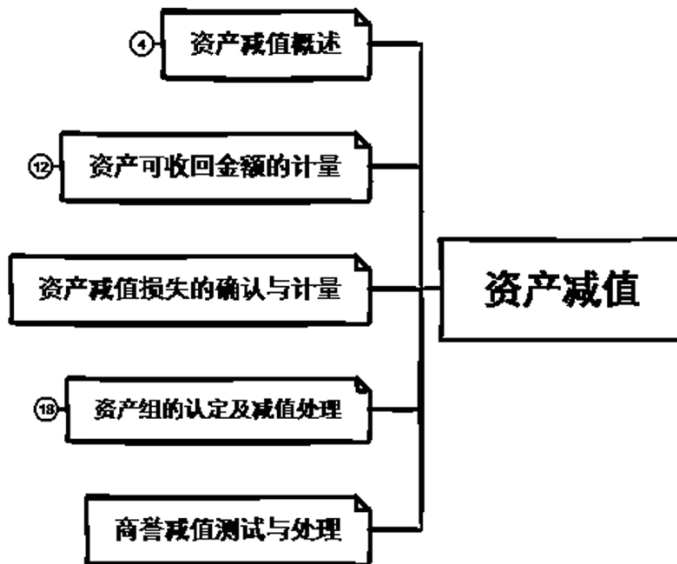 ④ 资产减值概述
⑫ 资产可收回金额的计量
资产减值损失的确认与计量
资产减值
⑱ 资产组的认定及减值处理
商誉减值测试与处理